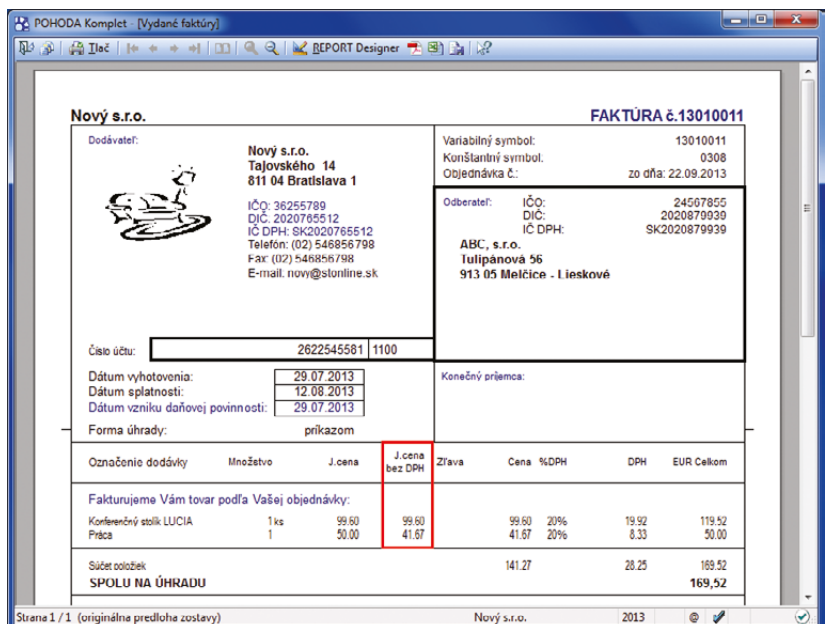 POHODA Komplet - [Vydané faktúry]
Tlač REPORT Designer
Nový s.r.o. FAKTÚRA č.13010011
Dodávateľ:
Nový s.r.o.
Tajovského 14
811 04 Bratislava 1
IČO: 36255789
DIČ: 2020765512
IČ DPH: SK2020765512
Telefón: (02) 546856798
Fax: (02) 546856798
E-mail: novy@stonline.sk
Variabilný symbol: 13010011
Konštantný symbol: 0308
Objednávka č.: zo dňa: 22.09.2013
Odberateľ: IČO: 24567855
DIČ: 2020879939
IČ DPH: SK2020879939
ABC, s.r.o.
Tulipánová 56
913 05 Melčice - Lieskové
Číslo účtu: 2622545581 1100
Dátum vyhotovenia: 29.07.2013
Dátum splatnosti: 12.08.2013
Dátum vzniku daňovej povinnosti: 29.07.2013
Forma úhrady: príkazom
Konečný príjemca:
Označenie dodávky Množstvo J.cena J.cena bez DPH Zľava Cena %DPH DPH EUR Celkom
Fakturujeme Vám tovar podľa Vašej objednávky:
Konferenčný stolík LUCIA 1 ks 99.60 99.60 99.60 20% 19.92 119.52
Práca 1 50.00 41.67 41.67 20% 8.33 50.00
Súčet položiek 141.27 28.25 169.52
SPOLU NA ÚHRADU 169,52
Strana 1 / 1 (originálna predloha zostavy) Nový s.r.o. 2013 @